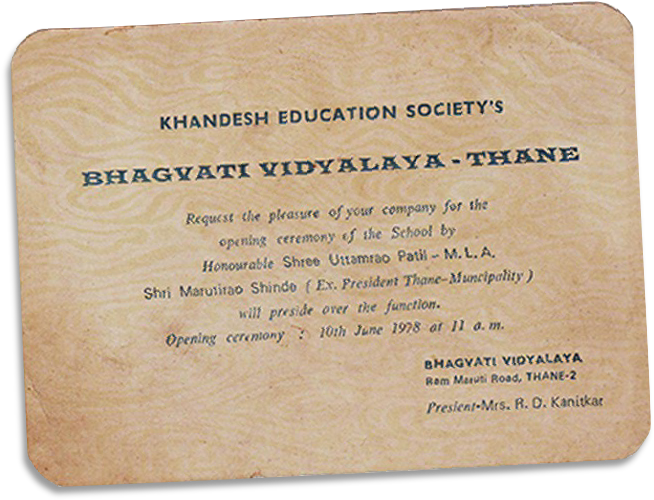 KHANDESH EDUCATION SOCIETY'S
BHAGVATI VIDYALAYA - THANE
Request the pleasure of your company for the
opening ceremony of the School by
Honourable Shree Uttamrao Patil - M. L. A.
Shri Marutirao Shinde ( Ex. President Thane-Muncipality )
will preside over the function.
Opening ceremony : 10th June 1978 at 11 a. m.
BHAGVATI VIDYALAYA
Ram Maruti Road, THANE-2
Presient-Mrs. R. D. Kanitkar